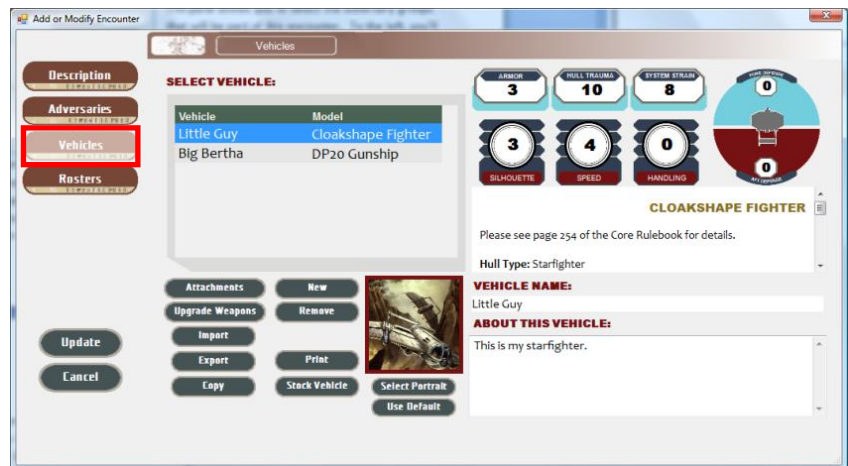 Add or Modify Encounter
Vehicles
Description
Adversaries
Vehicles
Rosters
Update
Cancel
SELECT VEHICLE:
Vehicle Model
Little Guy Cloakshape Fighter
Big Bertha DP20 Gunship
Attachments New
Upgrade Weapons Remove
Import
Export Print
Copy Stock Vehicle
Select Portrait
Use Default
ARMOR HULL TRAUMA SYSTEM STRAIN
3 10 8
0
3 4 0
SILHOUETTE SPEED HANDLING
0
AFT DEFENSE
CLOAKSHAPE FIGHTER
Please see page 254 of the Core Rulebook for details.
Hull Type: Starfighter
VEHICLE NAME:
Little Guy
ABOUT THIS VEHICLE:
This is my starfighter.